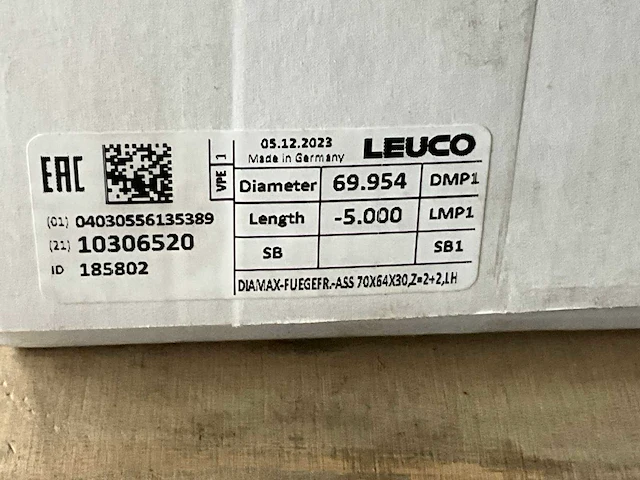 EAC
VPE 1
05.12.2023
Made in Germany
LEUCO
Diameter 69.954 DMP1
Length -5.000 LMP1
SB SB1
(01) 04030556135389
(21) 10306520
ID 185802
DIAMAX-FUEGEFR.-ASS 70X64X30,Z=2+2,LH